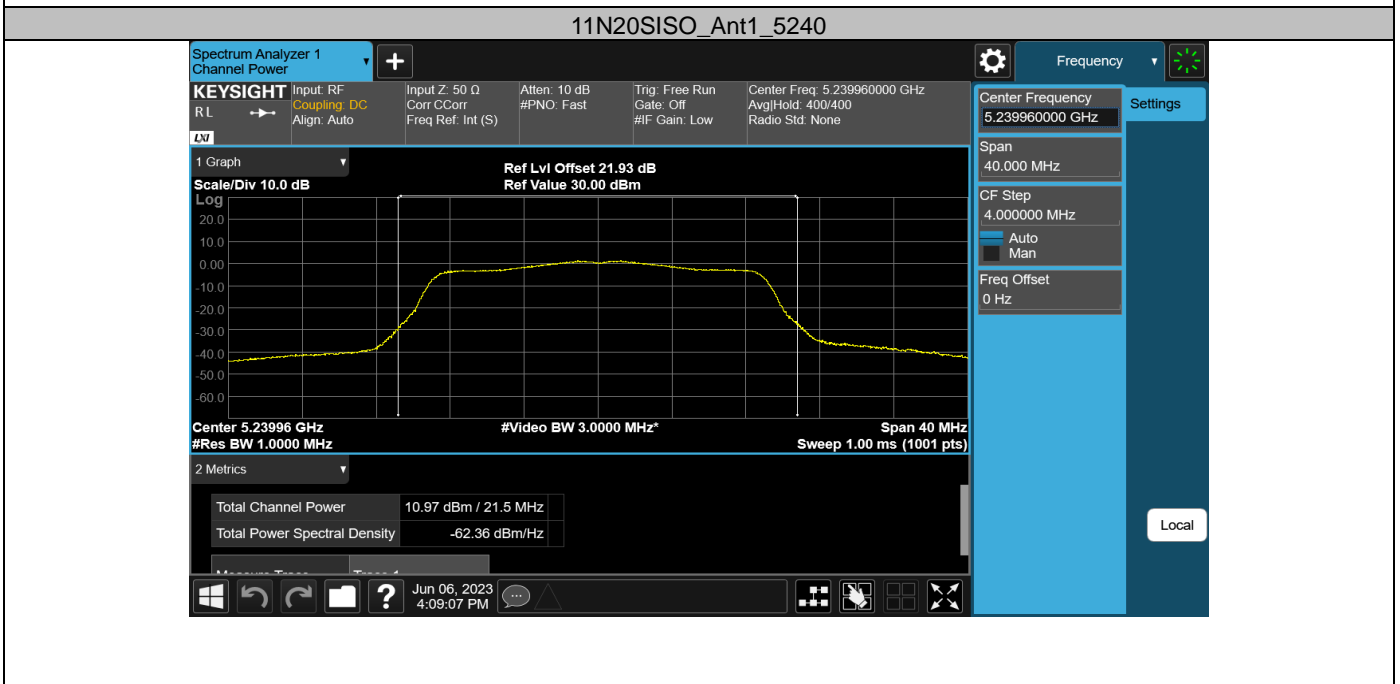 11N20SISO_Ant1_5240
Spectrum Analyzer 1
Channel Power
Frequency
KEYSIGHT
R L
LXI
Input: RF
Coupling: DC
Align: Auto
Input Z: 50 Ω
Corr CCorr
Freq Ref: Int (S)
Atten: 10 dB
#PNO: Fast
Trig: Free Run
Gate: Off
#IF Gain: Low
Center Freq: 5.239960000 GHz
Avg|Hold: 400/400
Radio Std: None
Center Frequency
5.239960000 GHz
Settings
Span
40.000 MHz
CF Step
4.000000 MHz
Auto
Man
Freq Offset
0 Hz
Local
1 Graph
Scale/Div 10.0 dB
Ref Lvl Offset 21.93 dB
Ref Value 30.00 dBm
Log
20.0
10.0
0.00
-10.0
-20.0
-30.0
-40.0
-50.0
-60.0
Center 5.23996 GHz
#Video BW 3.0000 MHz*
Span 40 MHz
#Res BW 1.0000 MHz
Sweep 1.00 ms (1001 pts)
2 Metrics
Total Channel Power 10.97 dBm / 21.5 MHz
Total Power Spectral Density -62.36 dBm/Hz
Measure Trace Trace 1
?
Jun 06, 2023
4:09:07 PM